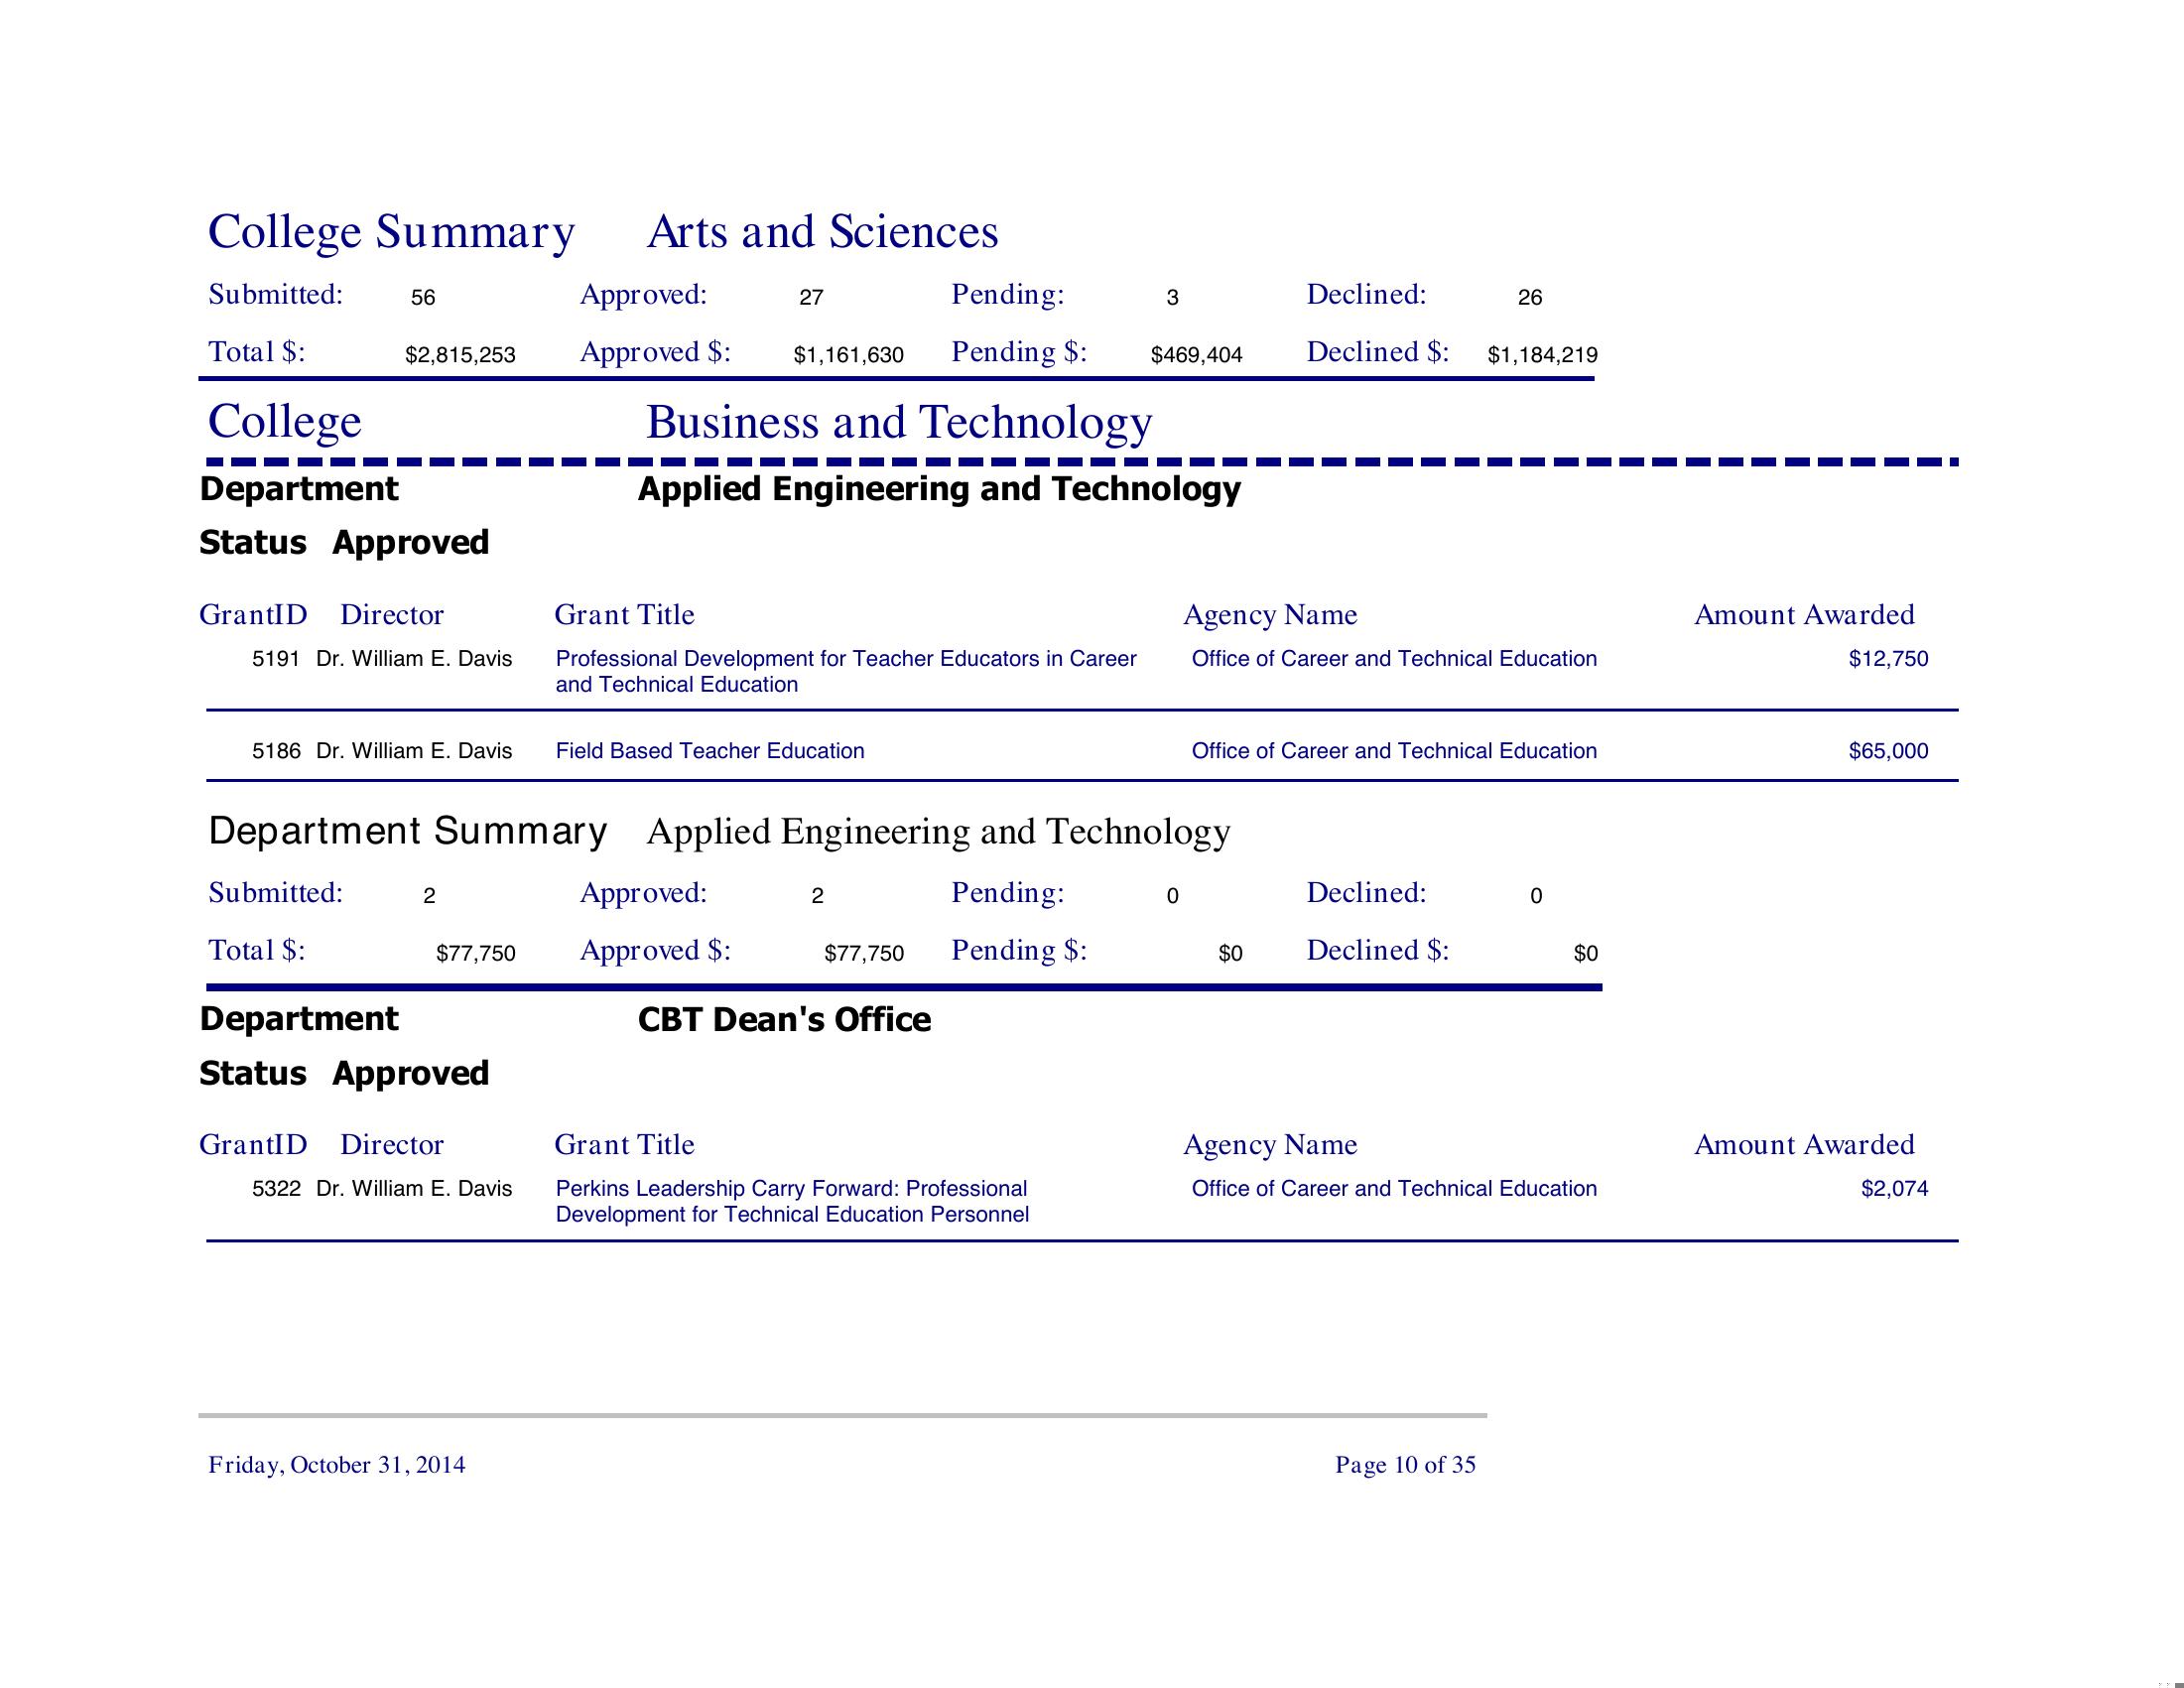 College Summary Arts and Sciences
Submitted: 56 Approved: 27 Pending: 3 Declined: 26
Total $: $2,815,253 Approved $: $1,161,630 Pending $: $469,404 Declined $: $1,184,219
College Business and Technology
Department Applied Engineering and Technology
Status Approved
GrantID Director Grant Title Agency Name Amount Awarded
5191 Dr. William E. Davis Professional Development for Teacher Educators in Career Office of Career and Technical Education $12,750
and Technical Education
5186 Dr. William E. Davis Field Based Teacher Education Office of Career and Technical Education $65,000
Department Summary Applied Engineering and Technology
Submitted: 2 Approved: 2 Pending: 0 Declined: 0
Total $: $77,750 Approved $: $77,750 Pending $: $0 Declined $: $0
Department CBT Dean's Office
Status Approved
GrantID Director Grant Title Agency Name Amount Awarded
5322 Dr. William E. Davis Perkins Leadership Carry Forward: Professional Office of Career and Technical Education $2,074
Development for Technical Education Personnel
Friday, October 31, 2014 Page 10 of 35